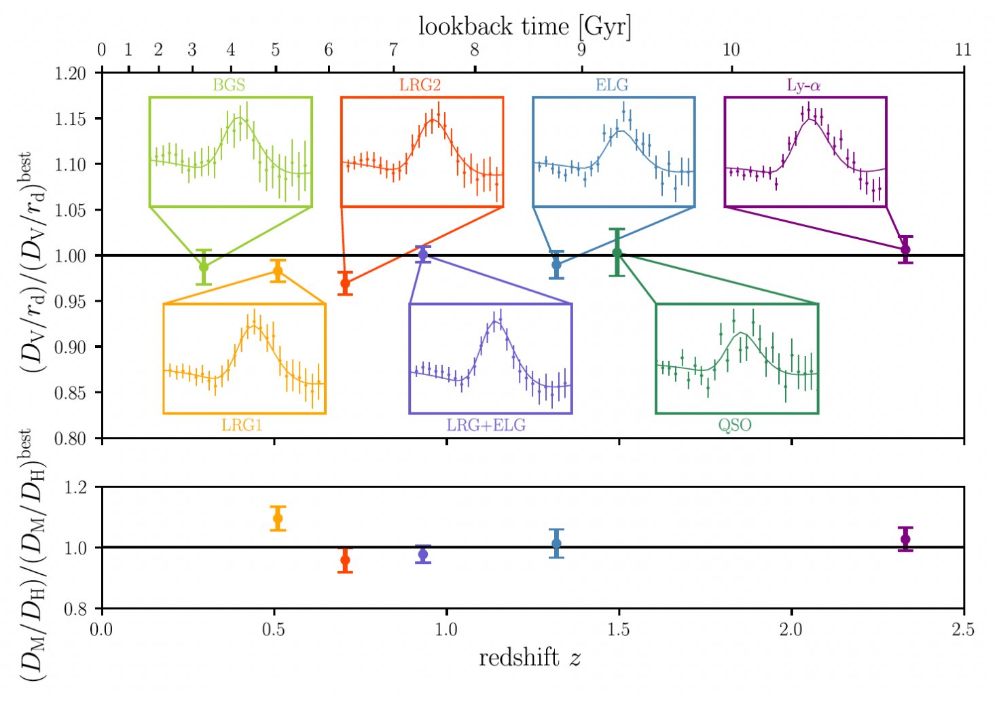 lookback time [Gyr]
0 1 2 3 4 5 6 7 8 9 10 11
(D_V/r_d)/(D_V/r_d)^best
1.20
1.15
1.10
1.05
1.00
0.95
0.90
0.85
0.80
BGS LRG2 ELG Ly-α
LRG1 LRG+ELG QSO
(D_M/D_H)/(D_M/D_H)^best
1.2
1.0
0.8
0.0 0.5 1.0 1.5 2.0 2.5
redshift z